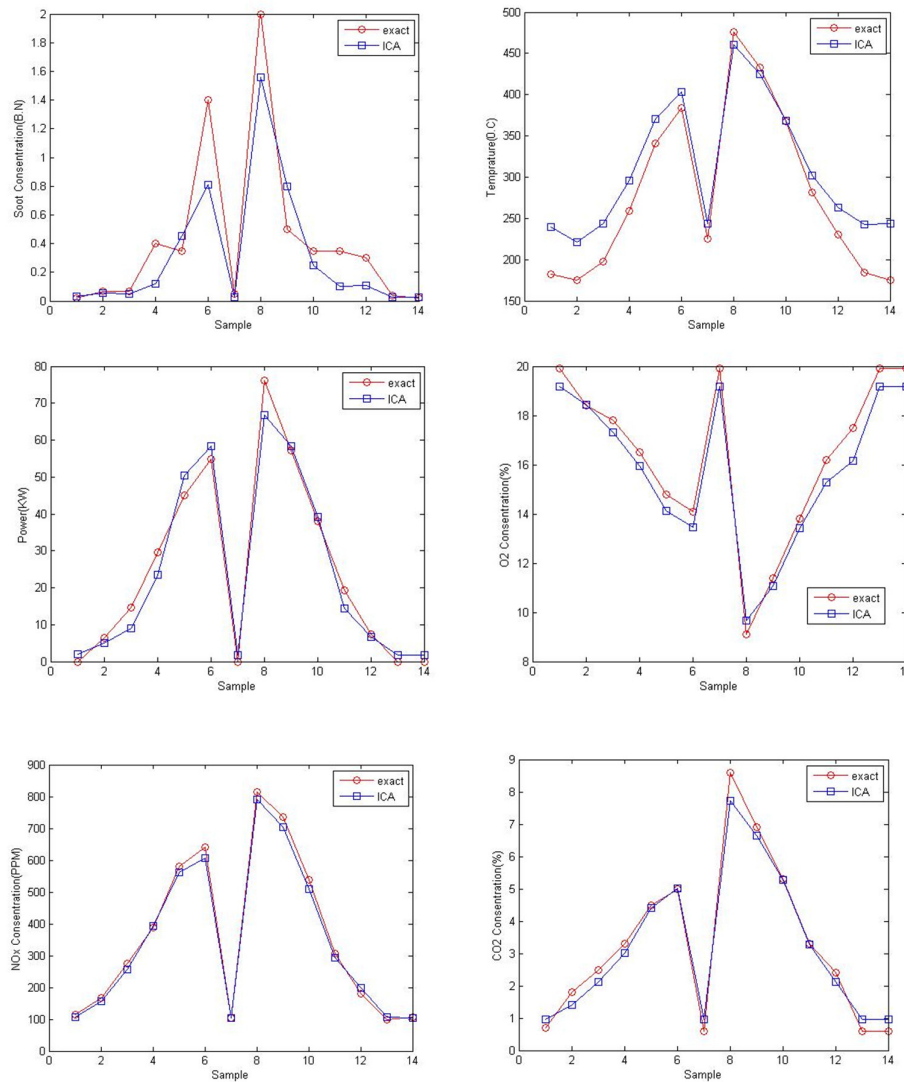 2
1.8
1.6
1.4
1.2
1
0.8
0.6
0.4
0.2
0
Soot Concentration(B.N)
exact
ICA
0 2 4 6 8 10 12 14
Sample
500
450
400
350
300
250
200
150
Temprature(0.C)
exact
ICA
0 2 4 6 8 10 12 14
Sample
80
70
60
50
40
30
20
10
0
Power(KW)
exact
ICA
0 2 4 6 8 10 12 14
Sample
20
18
16
14
12
10
8
O2 Consentration(%)
exact
ICA
0 2 4 6 8 10 12 14
Sample
900
800
700
600
500
400
300
200
100
0
NOx Consentration(PPM)
exact
ICA
0 2 4 6 8 10 12 14
Sample
9
8
7
6
5
4
3
2
1
0
CO2 Concentration(%)
exact
ICA
0 2 4 6 8 10 12 14
Sample